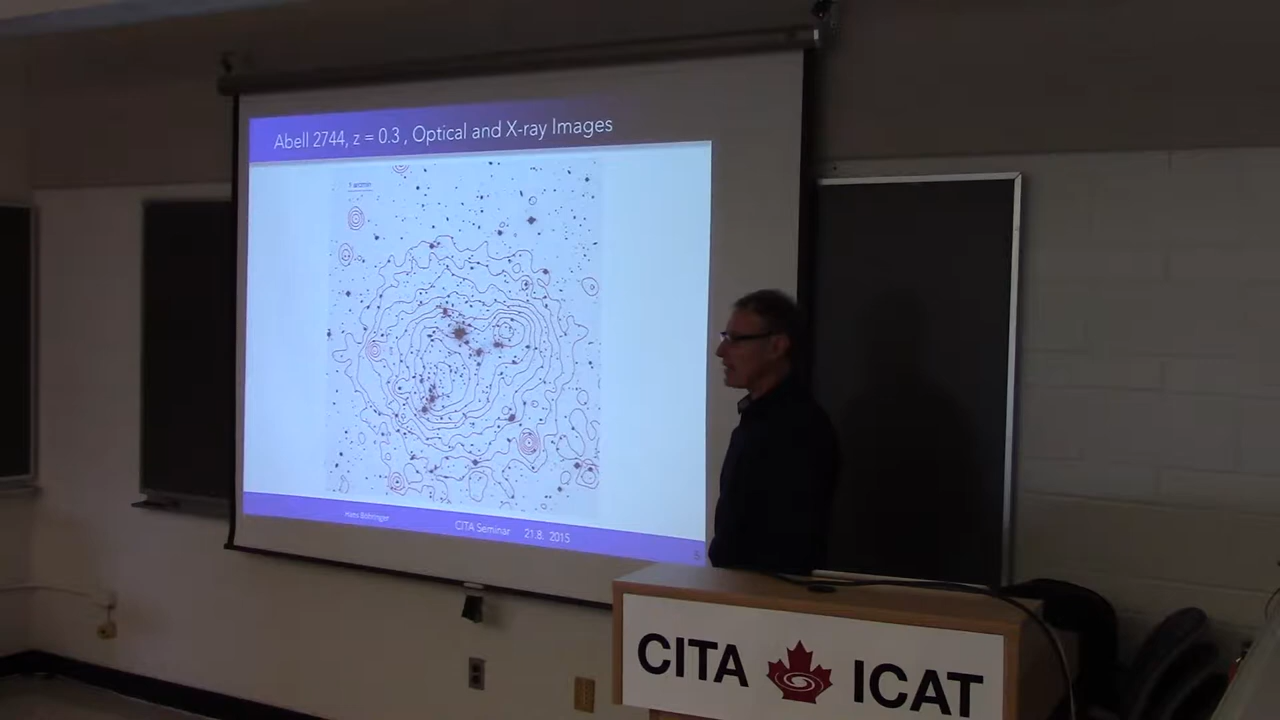 Abell 2744, z = 0.3 , Optical and X-ray Images
1 arcmin
Hans Böhringer
CITA Seminar 21.8. 2015
5
CITA ICAT